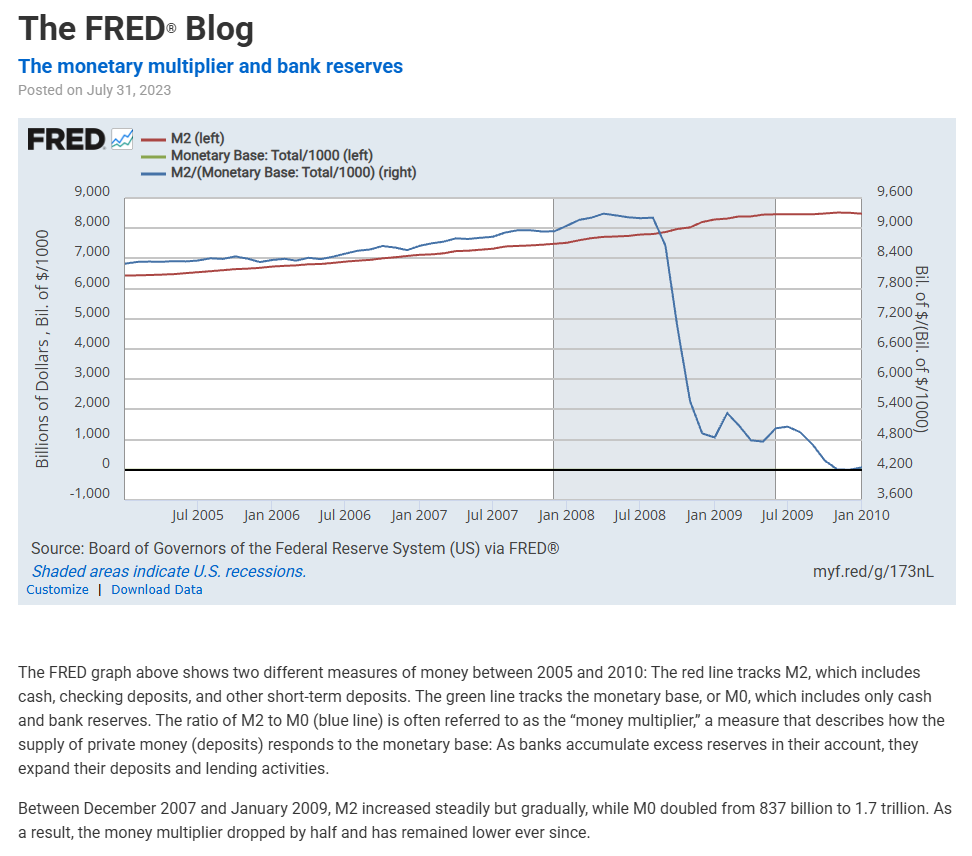 The FRED® Blog
The monetary multiplier and bank reserves
Posted on July 31, 2023
FRED
M2 (left)
Monetary Base: Total/1000 (left)
M2/(Monetary Base: Total/1000) (right)
9,000
8,000
7,000
6,000
5,000
4,000
3,000
2,000
1,000
0
-1,000
Billions of Dollars , Bil. of $/1000
9,600
9,000
8,400
7,800
7,200
6,600
6,000
5,400
4,800
4,200
3,600
Bil. of $/(Bil. of $/1000)
Jul 2005
Jan 2006
Jul 2006
Jan 2007
Jul 2007
Jan 2008
Jul 2008
Jan 2009
Jul 2009
Jan 2010
Source: Board of Governors of the Federal Reserve System (US) via FRED®
Shaded areas indicate U.S. recessions.
myf.red/g/173nL
Customize | Download Data
The FRED graph above shows two different measures of money between 2005 and 2010: The red line tracks M2, which includes
cash, checking deposits, and other short-term deposits. The green line tracks the monetary base, or M0, which includes only cash
and bank reserves. The ratio of M2 to M0 (blue line) is often referred to as the “money multiplier,” a measure that describes how the
supply of private money (deposits) responds to the monetary base: As banks accumulate excess reserves in their account, they
expand their deposits and lending activities.
Between December 2007 and January 2009, M2 increased steadily but gradually, while M0 doubled from 837 billion to 1.7 trillion. As
a result, the money multiplier dropped by half and has remained lower ever since.